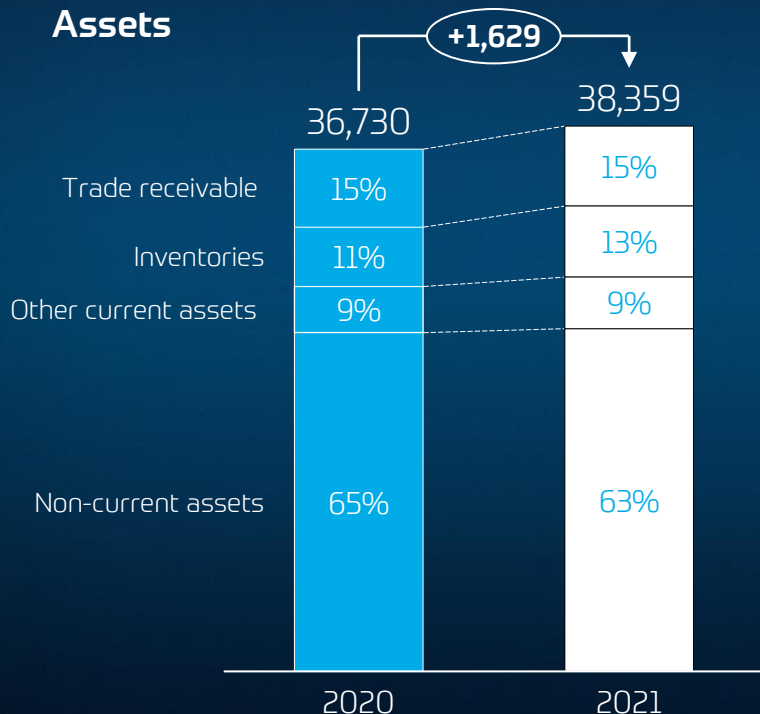 Assets
+1,629
36,730
38,359
Trade receivable 15% 15%
Inventories 11% 13%
Other current assets 9% 9%
Non-current assets 65% 63%
2020 2021